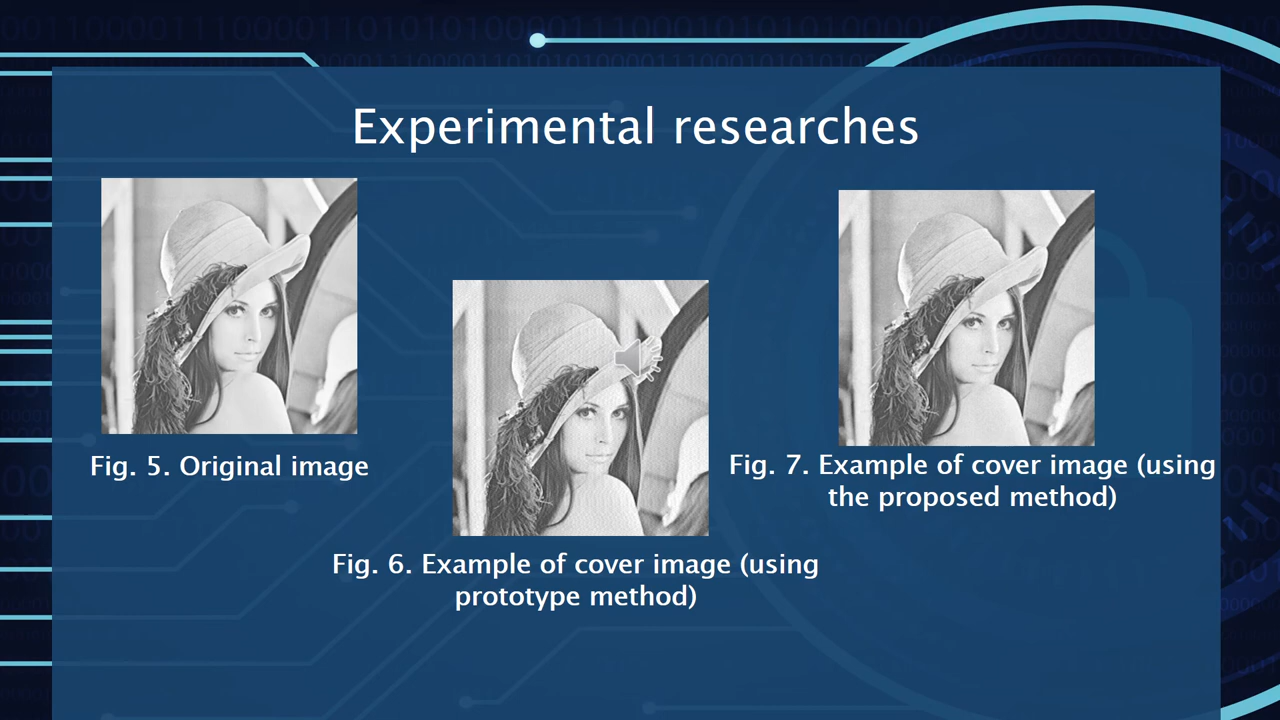 Experimental researches
Fig. 5. Original image
Fig. 6. Example of cover image (using
prototype method)
Fig. 7. Example of cover image (using
the proposed method)